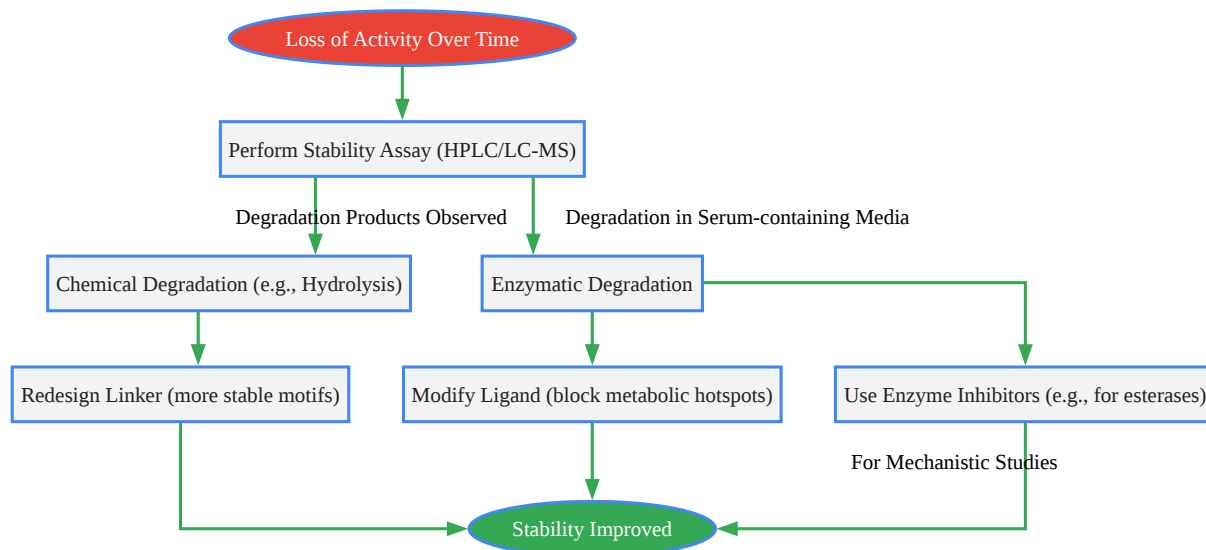 Loss of Activity Over Time
Perform Stability Assay (HPLC/LC-MS)
Degradation Products Observed
Degradation in Serum-containing Media
Chemical Degradation (e.g., Hydrolysis)
Enzymatic Degradation
Redesign Linker (more stable motifs)
Modify Ligand (block metabolic hotspots)
Use Enzyme Inhibitors (e.g., for esterases)
For Mechanistic Studies
Stability Improved